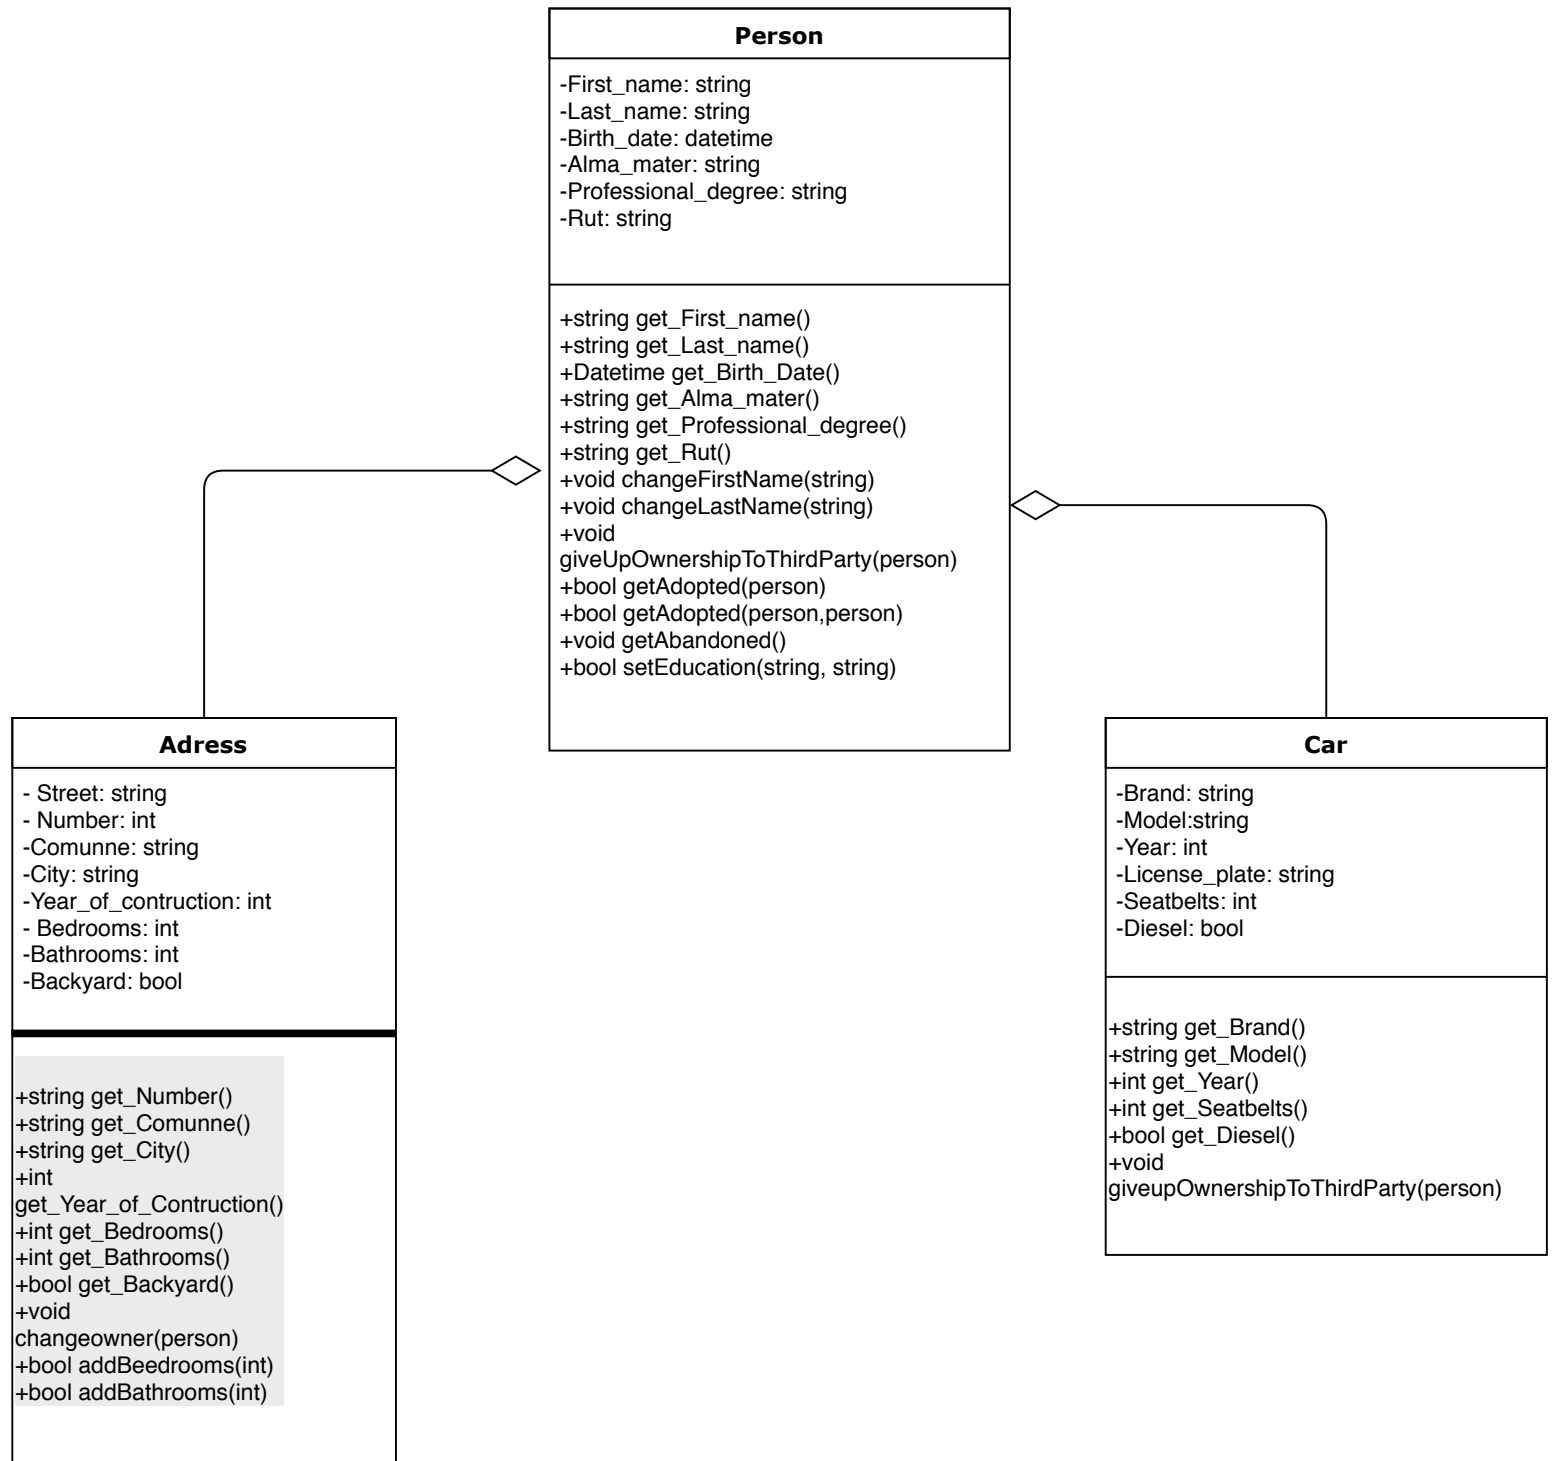 Person
-First_name: string
-Last_name: string
-Birth_date: datetime
-Alma_mater: string
-Professional_degree: string
-Rut: string
+string get_First_name()
+string get_Last_name()
+Datetime get_Birth_Date()
+string get_Alma_mater()
+string get_Professional_degree()
+string get_Rut()
+void changeFirstName(string)
+void changeLastName(string)
+void
giveUpOwnershipToThirdParty(person)
+bool getAdopted(person)
+bool getAdopted(person,person)
+void getAbandoned()
+bool setEducation(string, string)
Adress
- Street: string
- Number: int
-Comunne: string
-City: string
-Year_of_contruction: int
- Bedrooms: int
-Bathrooms: int
-Backyard: bool
+string get_Number()
+string get_Comunne()
+string get_City()
+int
get_Year_of_Contruction()
+int get_Bedrooms()
+int get_Bathrooms()
+bool get_Backyard()
+void
changeowner(person)
+bool addBeedrooms(int)
+bool addBathrooms(int)
Car
-Brand: string
-Model:string
-Year: int
-License_plate: string
-Seatbelts: int
-Diesel: bool
+string get_Brand()
+string get_Model()
+int get_Year()
+int get_Seatbelts()
+bool get_Diesel()
+void
giveupOwnershipToThirdParty(person)